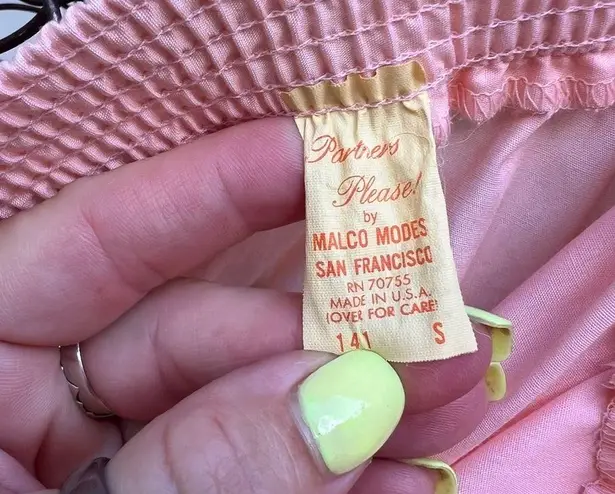 Partners
Please!
by
MALCO MODES
SAN FRANCISCO
RN 70755
MADE IN U.S.A.
(OVER FOR CARE)
141 S